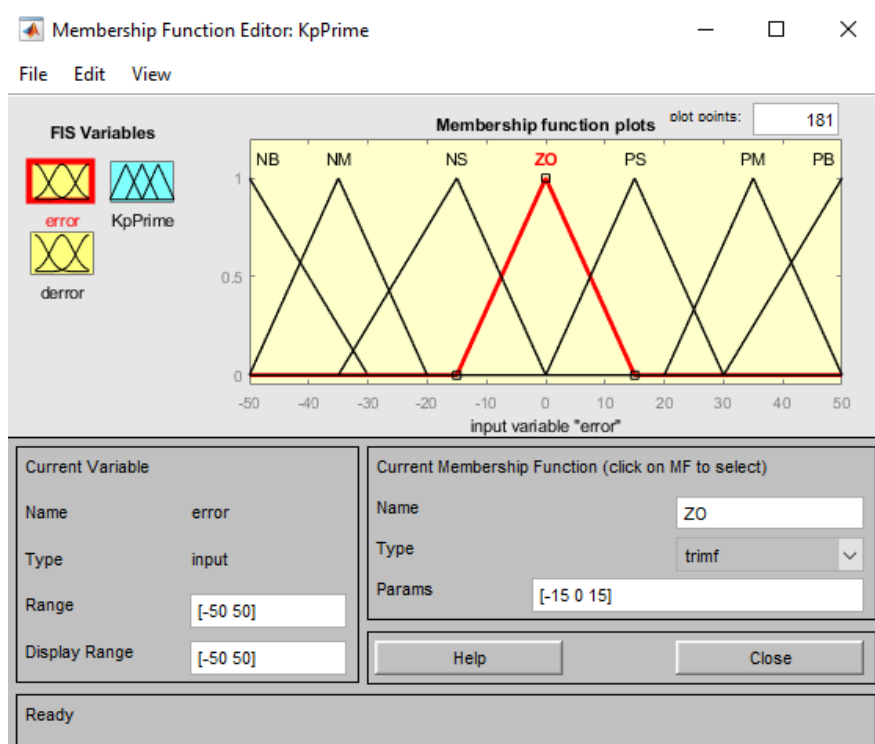 Membership Function Editor: KpPrime
File Edit View
FIS Variables
error
KpPrime
derror
Membership function plots
plot points:
181
NB NM NS ZO PS PM PB
1
0.5
0
-50 -40 -30 -20 -10 0 10 20 30 40 50
input variable "error"
Current Variable
Name error
Type input
Range [-50 50]
Display Range [-50 50]
Current Membership Function (click on MF to select)
Name ZO
Type trimf
Params [-15 0 15]
Help Close
Ready